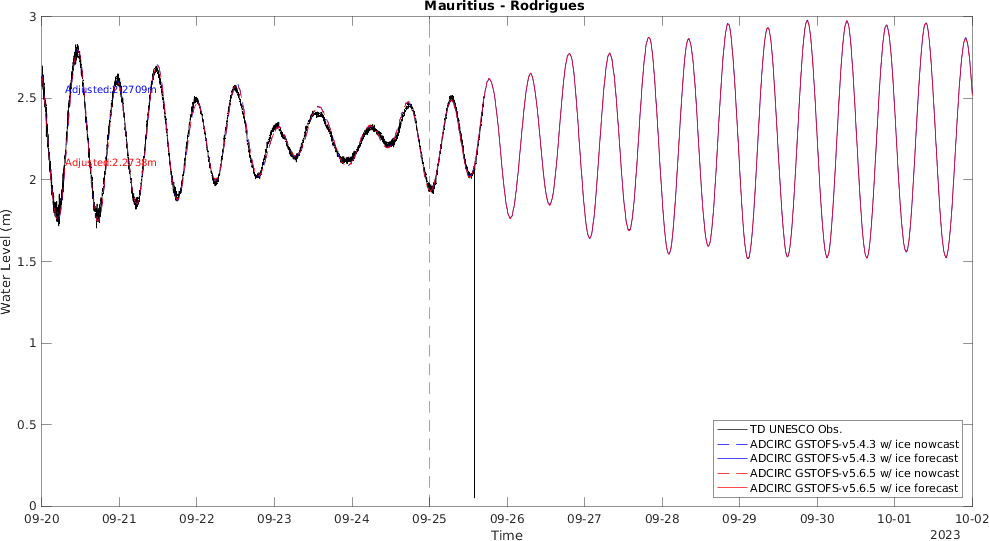 Mauritius - Rodrigues
3
2.5
2
1.5
1
0.5
0
Water Level (m)
Adjusted:2.2709m
Adjusted:2.2738m
TD UNESCO Obs.
ADCIRC GSTOFS-v5.4.3 w/ ice nowcast
ADCIRC GSTOFS-v5.4.3 w/ ice forecast
ADCIRC GSTOFS-v5.6.5 w/ ice nowcast
ADCIRC GSTOFS-v5.6.5 w/ ice forecast
09-20 09-21 09-22 09-23 09-24 09-25 09-26 09-27 09-28 09-29 09-30 10-01 10-02
Time
2023